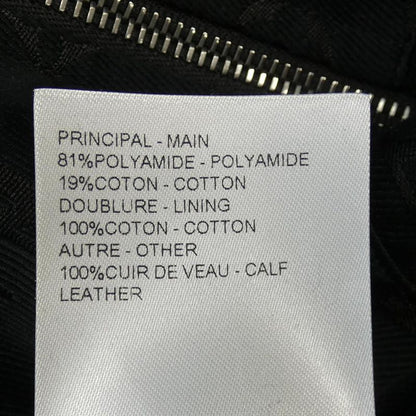 PRINCIPAL - MAIN
81%POLYAMIDE - POLYAMIDE
19%COTON - COTTON
DOUBLURE - LINING
100%COTON - COTTON
AUTRE - OTHER
100%CUIR DE VEAU - CALF
LEATHER